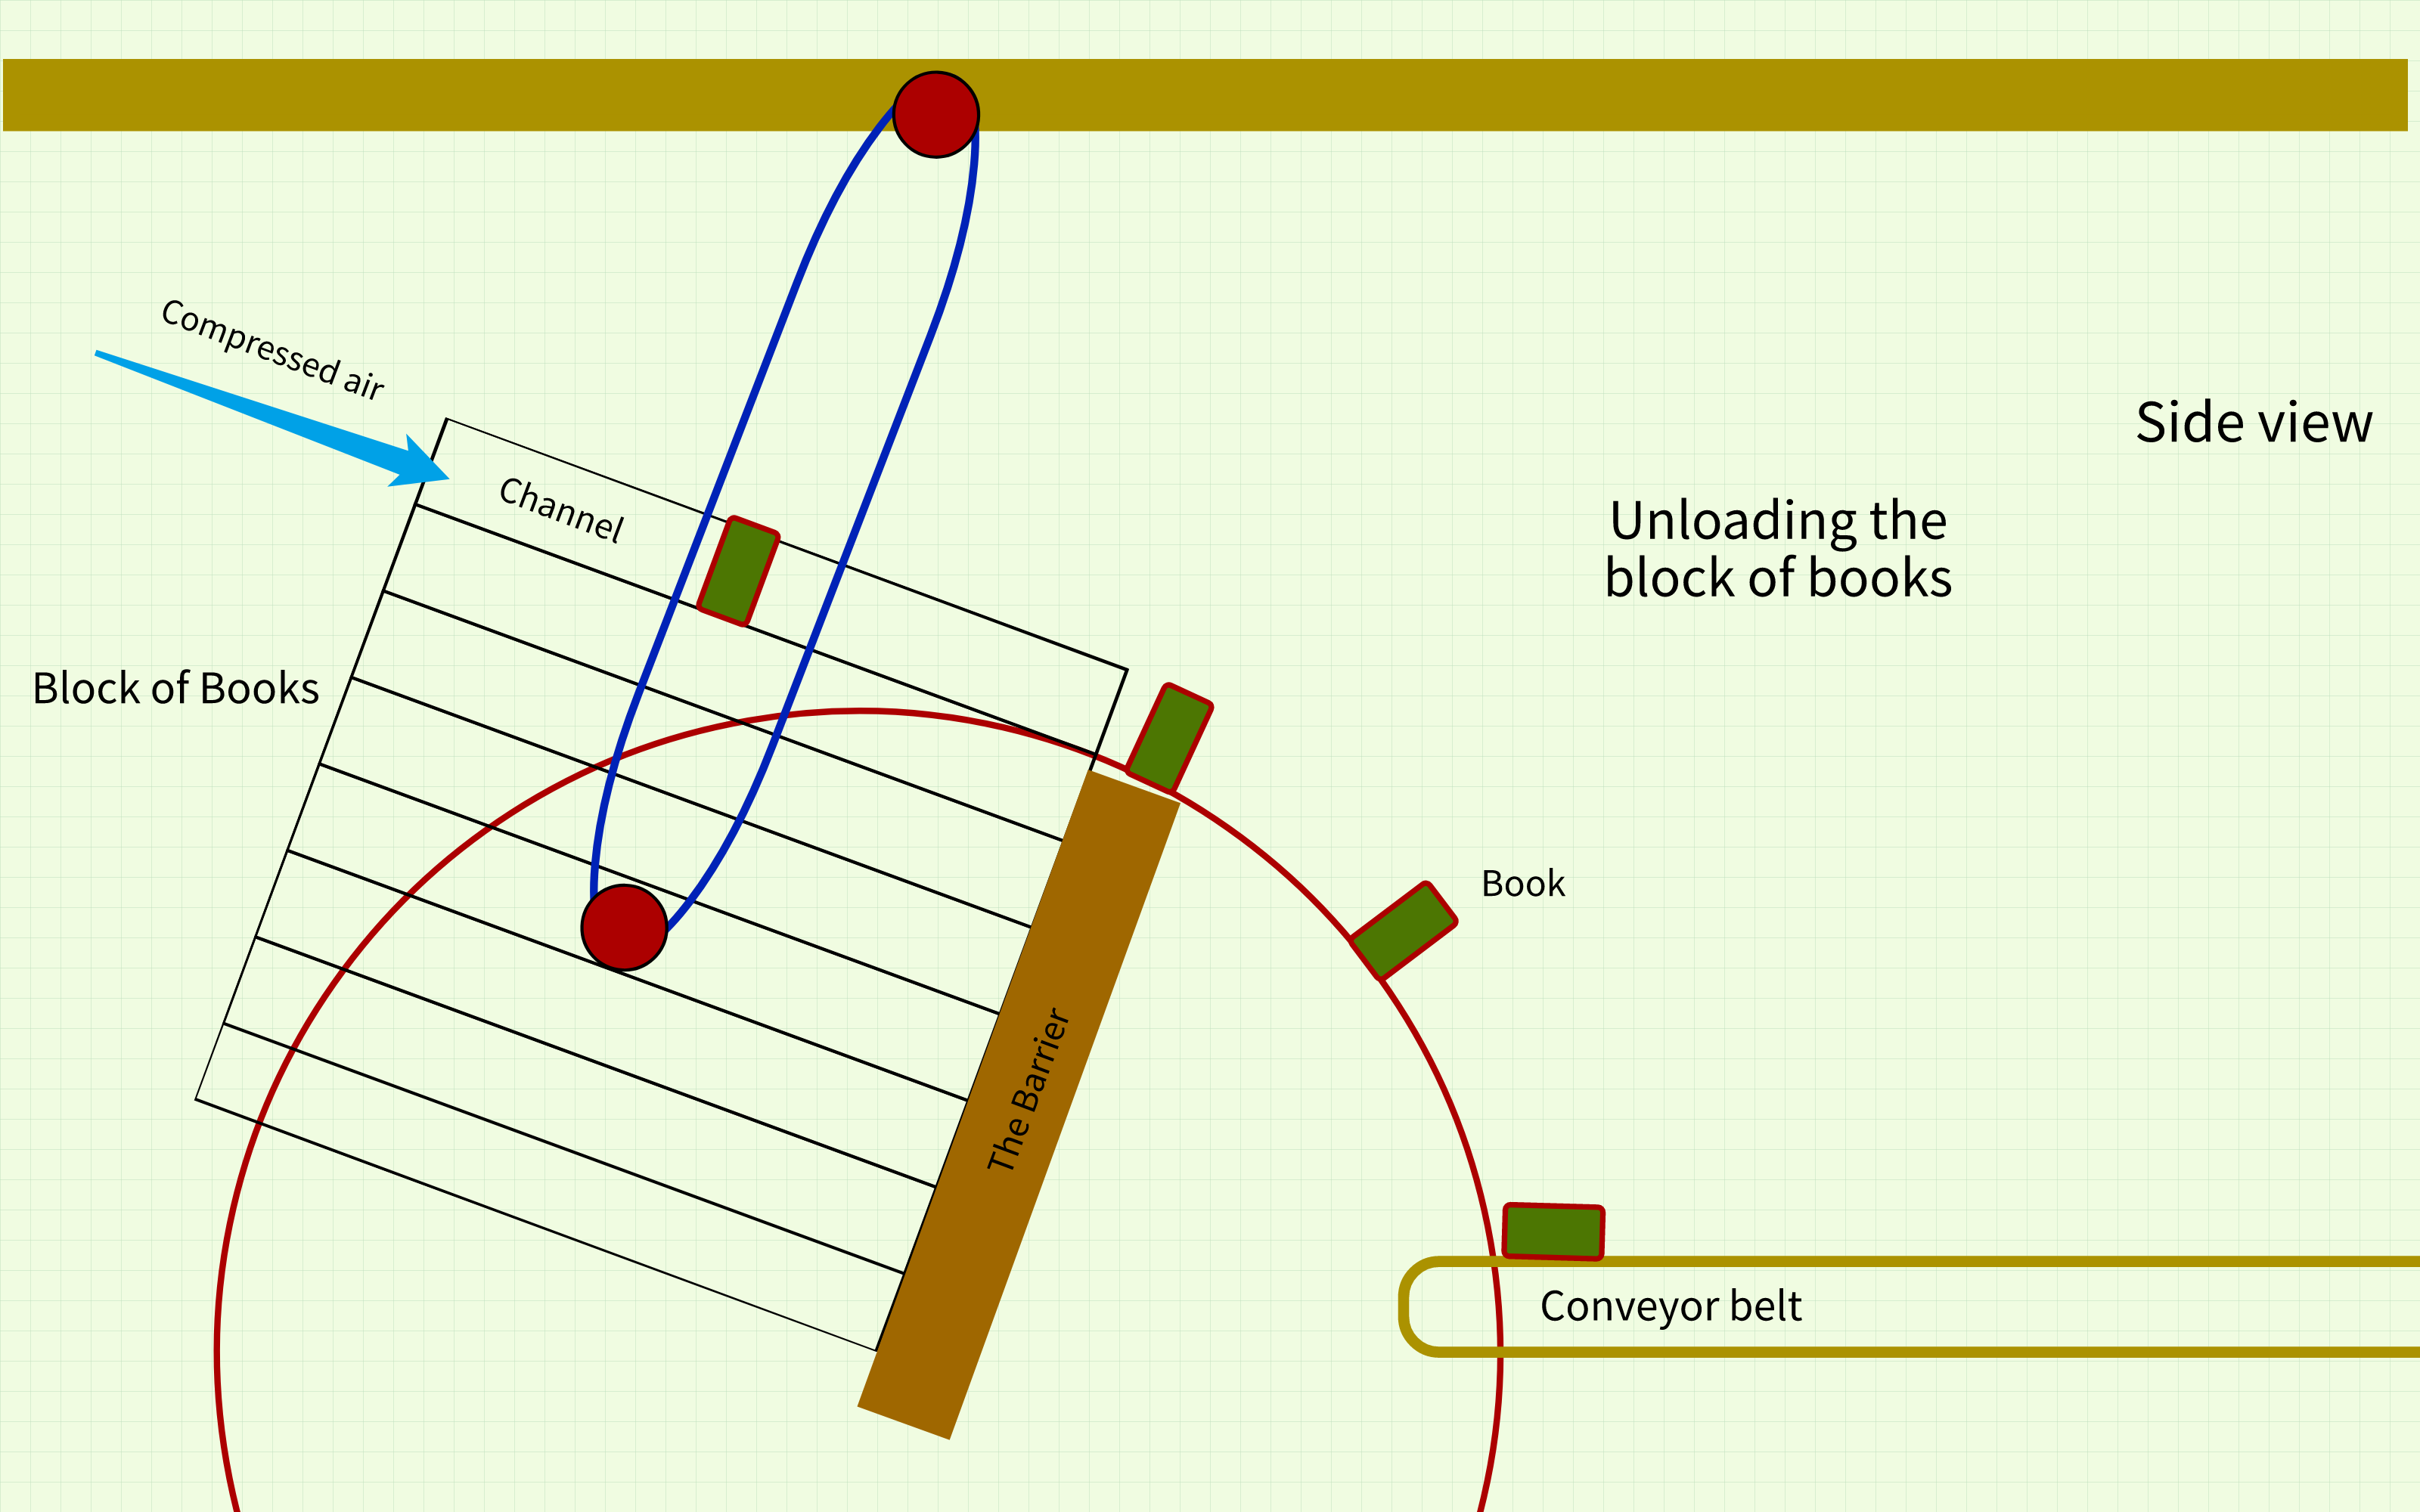 Compressed air
Side view
Channel
Unloading the
block of books
Block of Books
Book
The Barrier
Conveyor belt